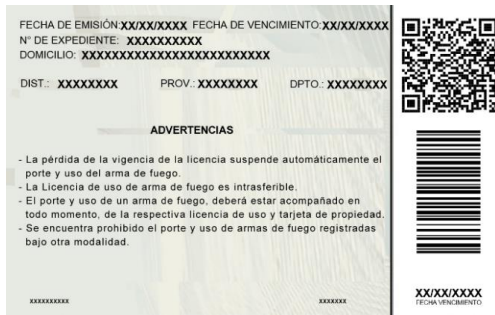 FECHA DE EMISIÓN:XX/XX/XXXX FECHA DE VENCIMIENTO:XX/XX/XXXX
N° DE EXPEDIENTE: XXXXXXXXXX
DOMICILIO: XXXXXXXXXXXXXXXXXXXXXXXXX
DIST.: XXXXXXXX PROV.: XXXXXXXX DPTO.: XXXXXXXX
ADVERTENCIAS
- La pérdida de la vigencia de la licencia suspende automáticamente el
porte y uso del arma de fuego.
- La Licencia de uso de arma de fuego es intrasferible.
- El porte y uso de un arma de fuego, deberá estar acompañado en
todo momento, de la respectiva licencia de uso y tarjeta de propiedad.
- Se encuentra prohibido el porte y uso de armas de fuego registradas
bajo otra modalidad.
xxxxxxxxxx xxxxxxx
XX/XX/XXXX
FECHA VENCIMIENTO